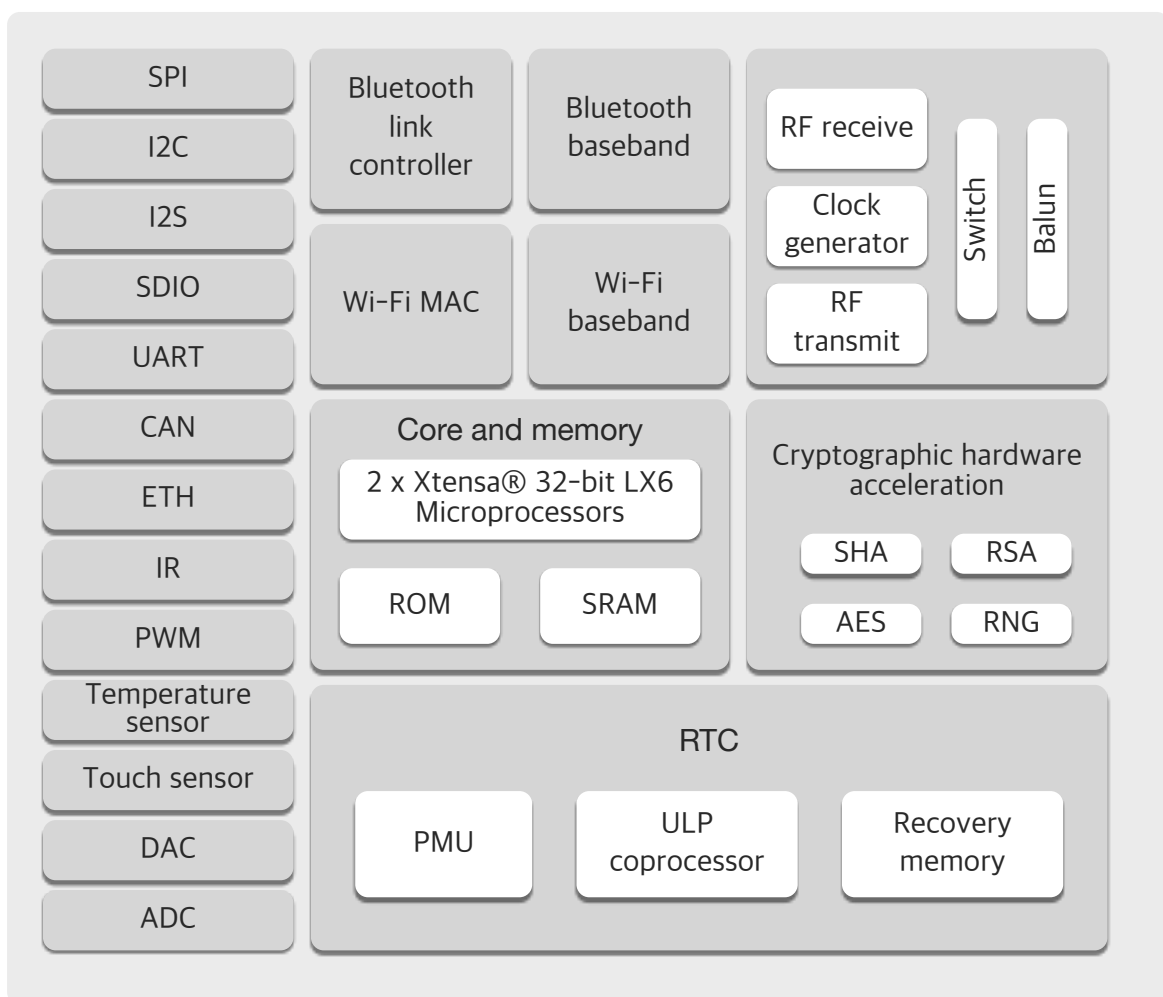 SPI
I2C
I2S
SDIO
UART
CAN
ETH
IR
PWM
Temperature
sensor
Touch sensor
DAC
ADC
Bluetooth
link
controller
Bluetooth
baseband
Wi-Fi MAC
Wi-Fi
baseband
RF receive
Clock
generator
RF
transmit
Switch
Balun
Core and memory
2 x Xtensa® 32-bit LX6
Microprocessors
ROM
SRAM
Cryptographic hardware
acceleration
SHA
RSA
AES
RNG
RTC
PMU
ULP
coprocessor
Recovery
memory